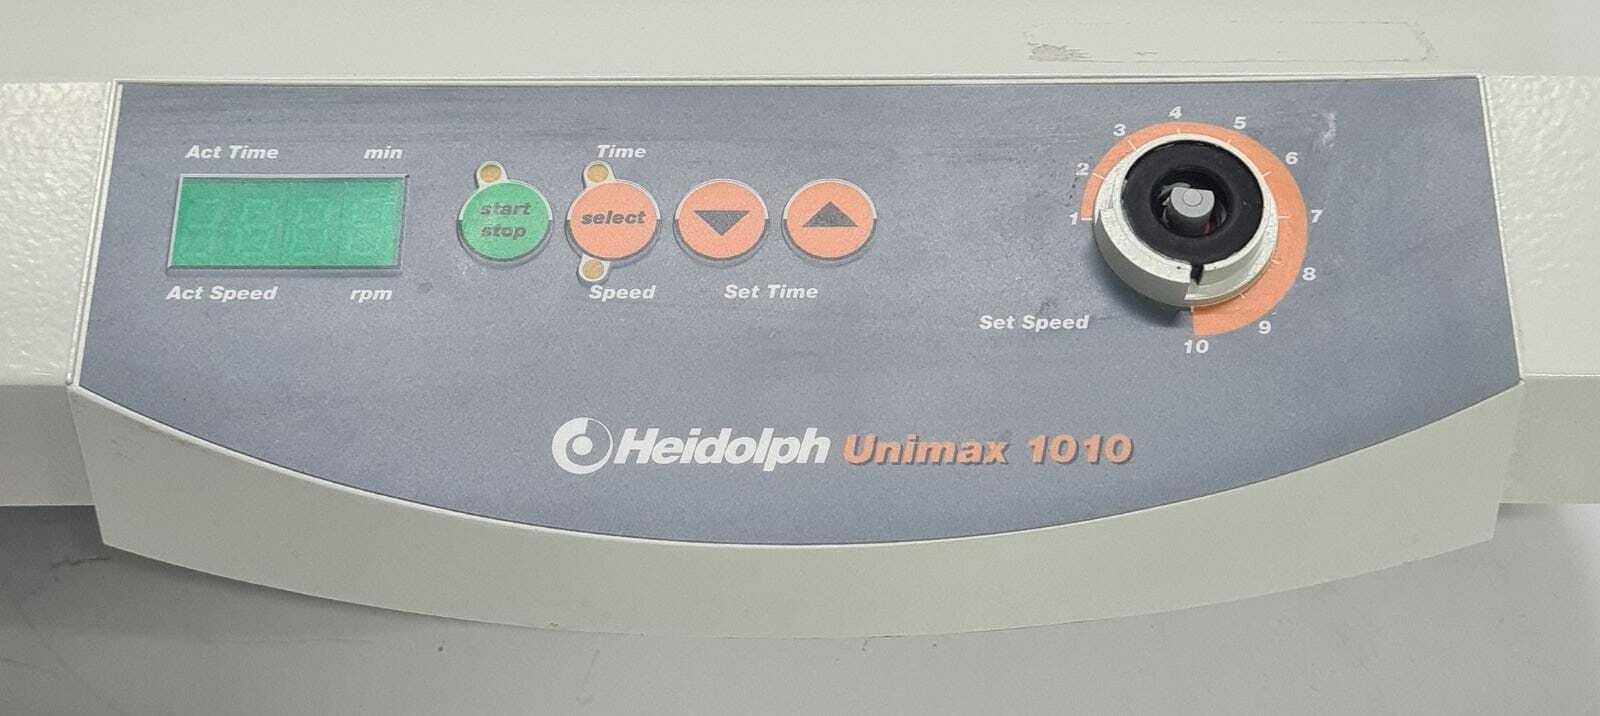 Act Time min
Act Speed rpm
start
stop
Time
select
Speed
Set Time
1
2
3
4
5
6
7
8
9
10
Set Speed
Heidolph Unimax 1010